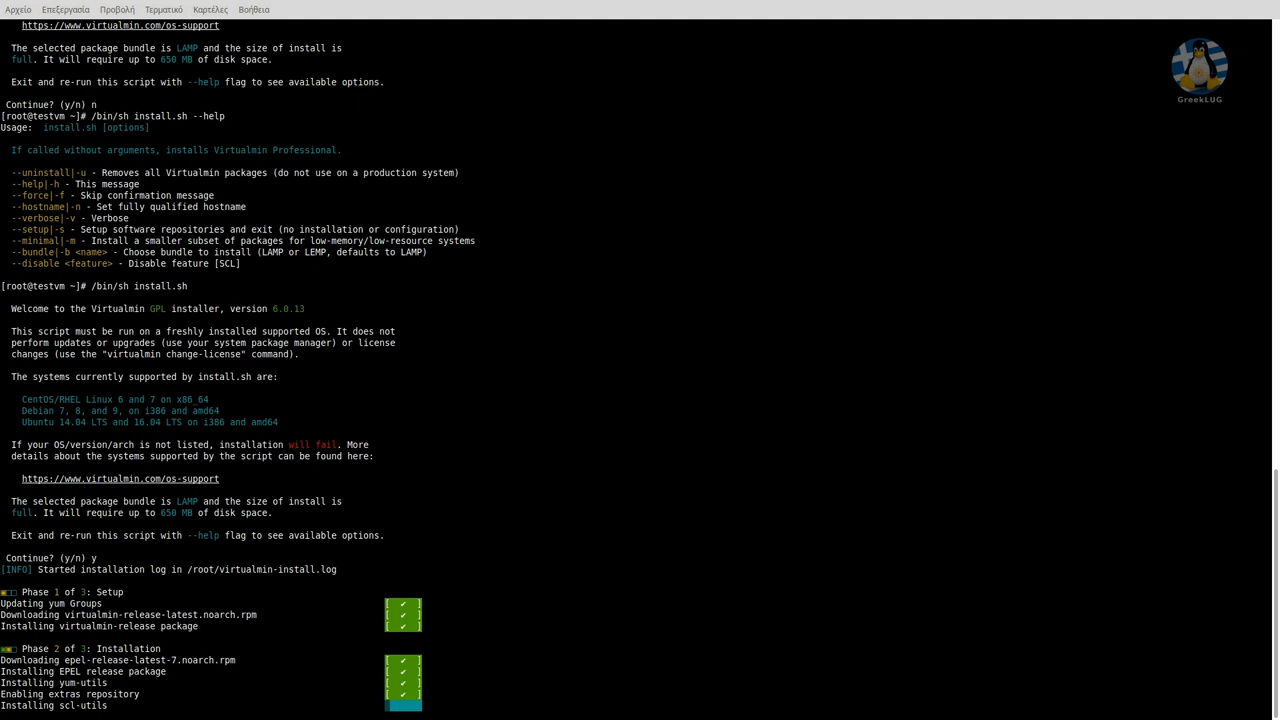 Αρχείο Επεξεργασία Προβολή Τερματικό Καρτέλες Βοήθεια
https://www.virtualmin.com/os-support
The selected package bundle is LAMP and the size of install is
full. It will require up to 650 MB of disk space.
Exit and re-run this script with --help flag to see available options.
Continue? (y/n) n
[root@testvm ~]# /bin/sh install.sh --help
Usage: install.sh [options]
If called without arguments, installs Virtualmin Professional.
--uninstall|-u - Removes all Virtualmin packages (do not use on a production system)
--help|-h - This message
--force|-f - Skip confirmation message
--hostname|-n - Set fully qualified hostname
--verbose|-v - Verbose
--setup|-s - Setup software repositories and exit (no installation or configuration)
--minimal|-m - Install a smaller subset of packages for low-memory/low-resource systems
--bundle|-b <name> - Choose bundle to install (LAMP or LEMP, defaults to LAMP)
--disable <feature> - Disable feature [SCL]
[root@testvm ~]# /bin/sh install.sh
Welcome to the Virtualmin GPL installer, version 6.0.13
This script must be run on a freshly installed supported OS. It does not
perform updates or upgrades (use your system package manager) or license
changes (use the "virtualmin change-license" command).
The systems currently supported by install.sh are:
CentOS/RHEL Linux 6 and 7 on x86_64
Debian 7, 8, and 9, on i386 and amd64
Ubuntu 14.04 LTS and 16.04 LTS on i386 and amd64
If your OS/version/arch is not listed, installation will fail. More
details about the systems supported by the script can be found here:
https://www.virtualmin.com/os-support
The selected package bundle is LAMP and the size of install is
full. It will require up to 650 MB of disk space.
Exit and re-run this script with --help flag to see available options.
Continue? (y/n) y
[INFO] Started installation log in /root/virtualmin-install.log
Phase 1 of 3: Setup
Updating yum Groups [ ✔ ]
Downloading virtualmin-release-latest.noarch.rpm [ ✔ ]
Installing virtualmin-release package [ ✔ ]
Phase 2 of 3: Installation
Downloading epel-release-latest-7.noarch.rpm [ ✔ ]
Installing EPEL release package [ ✔ ]
Installing yum-utils [ ✔ ]
Enabling extras repository [ ✔ ]
Installing scl-utils
GreekLUG